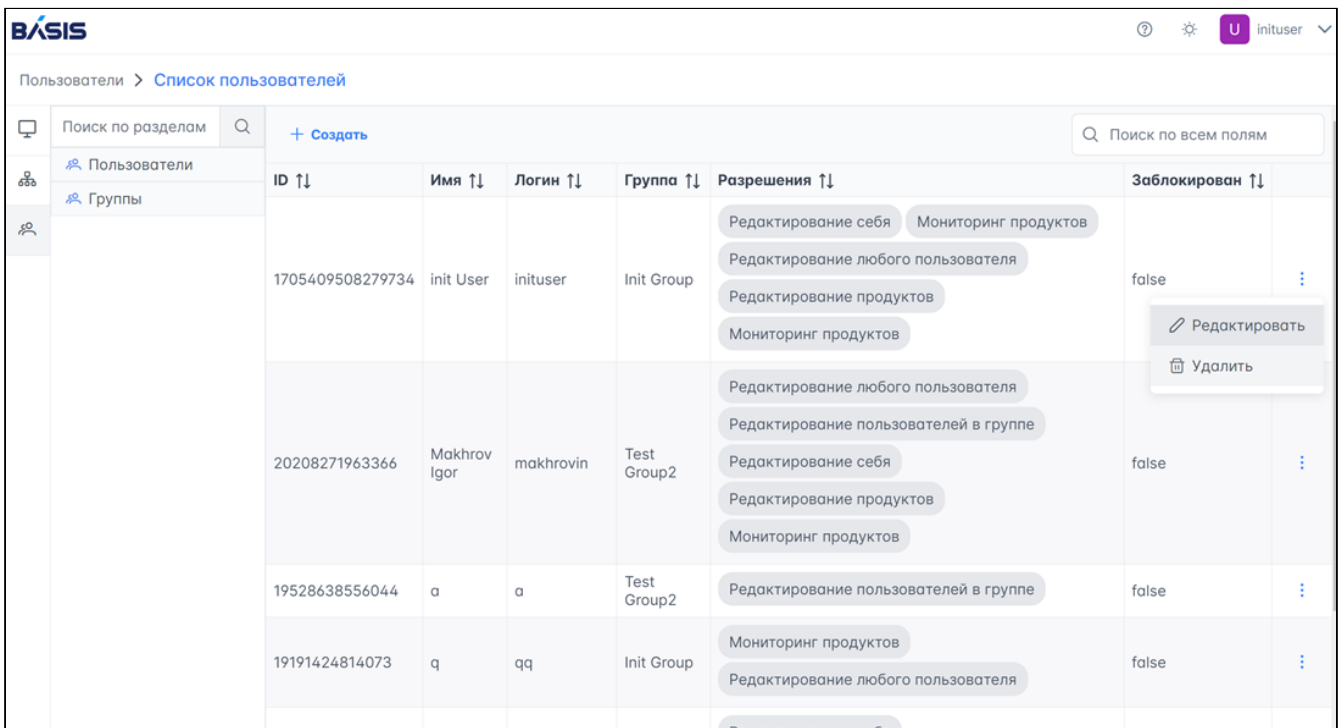 BÁSIS
U inituser
Пользователи > Список пользователей
Поиск по разделам
Пользователи
Группы
+ Создать
Поиск по всем полям
ID ↑↓ Имя ↑↓ Логин ↑↓ Группа ↑↓ Разрешения ↑↓ Заблокирован ↑↓
Редактирование себя Мониторинг продуктов
Редактирование любого пользователя
1705409508279734 init User inituser Init Group false
Редактирование продуктов
Мониторинг продуктов
Редактировать
Удалить
Редактирование любого пользователя
Редактирование пользователей в группе
20208271963366 Makhrov Igor makhrovin Test Group2 Редактирование себя false
Редактирование продуктов
Мониторинг продуктов
19528638556044 a a Test Group2 Редактирование пользователей в группе false
Мониторинг продуктов
19191424814073 q qq Init Group false
Редактирование любого пользователя